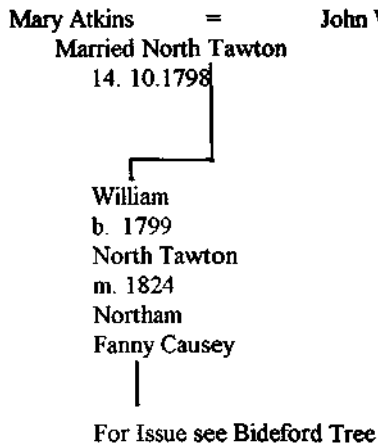 Mary Atkins = John
Married North Tawton
14. 10.1798
William
b. 1799
North Tawton
m. 1824
Northam
Fanny Causey
For Issue see Bideford Tree